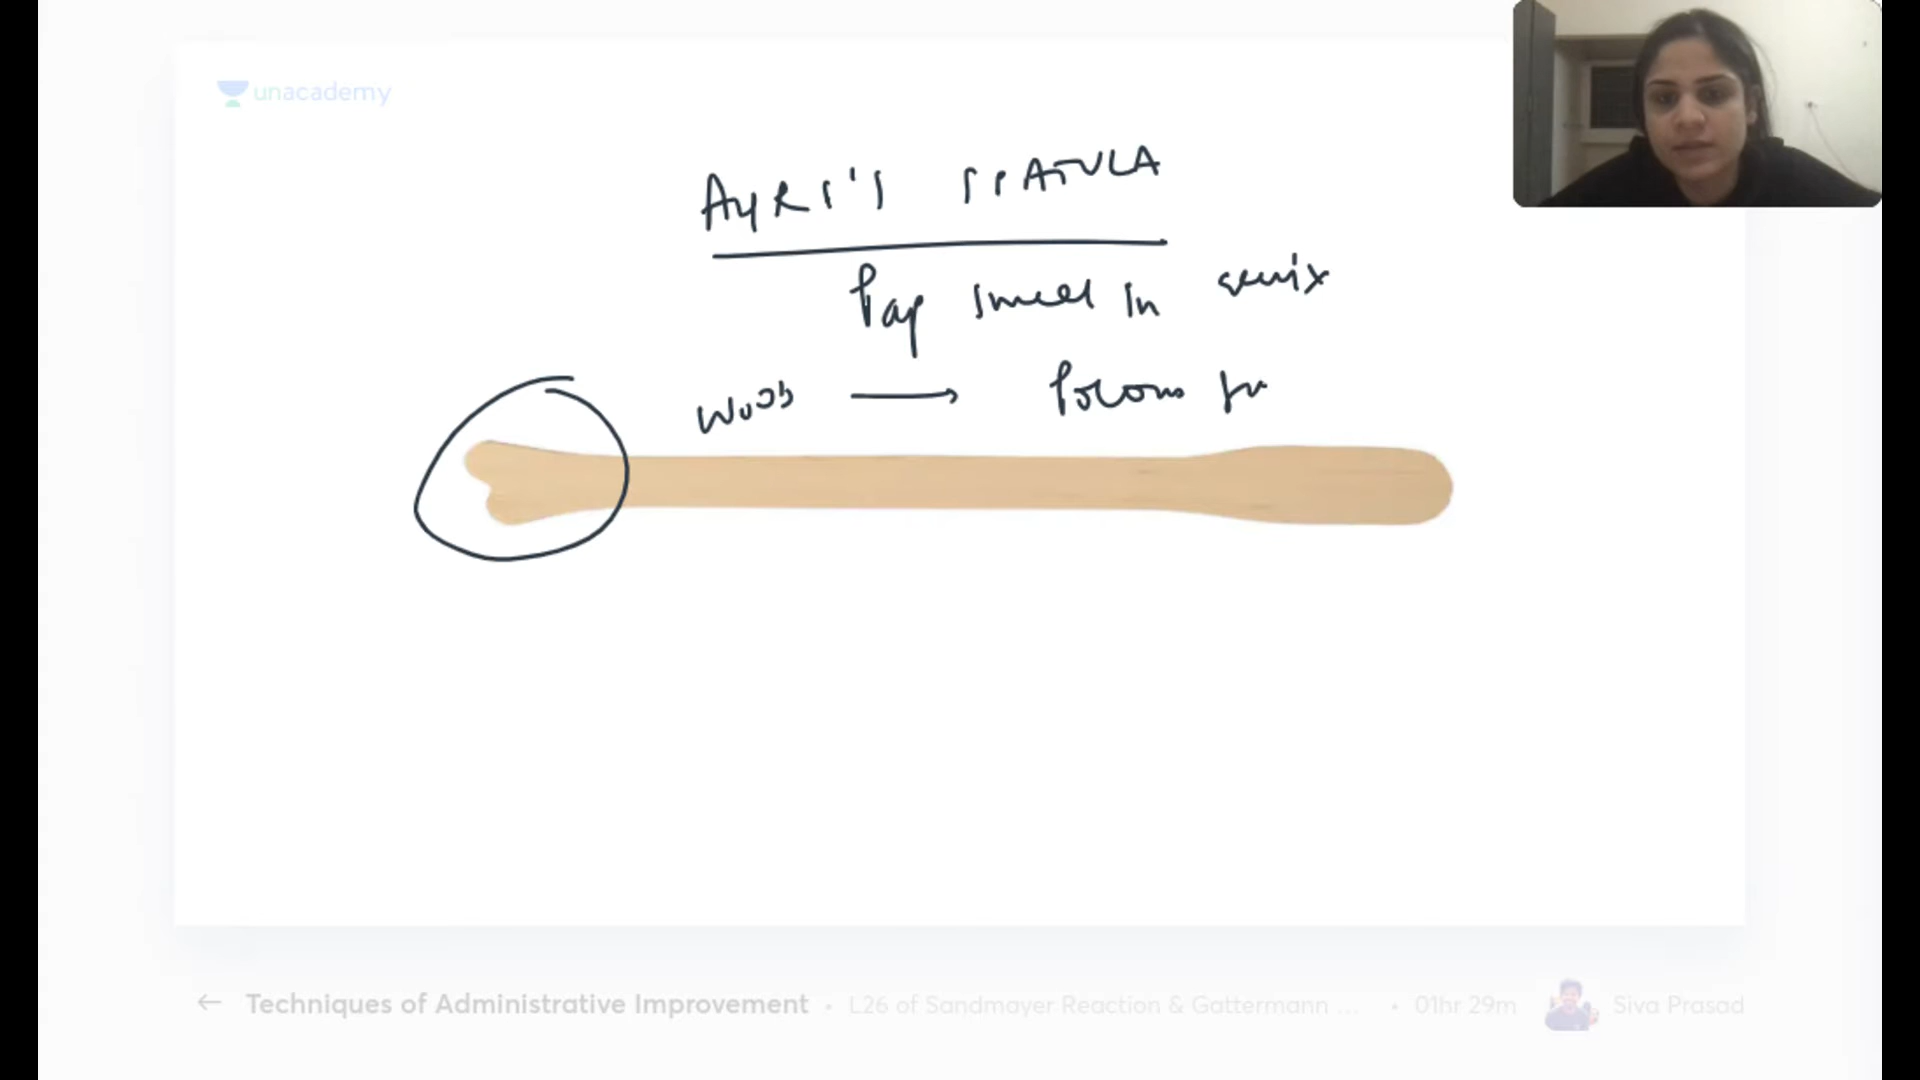 unacademy
AYRE'S SPATULA
Pap smear in cervix
Wood → Porous
← Techniques of Administrative Improvement • L26 of Sandmayer Reaction & Gattermann ... • 01hr 29m Siva Prasad